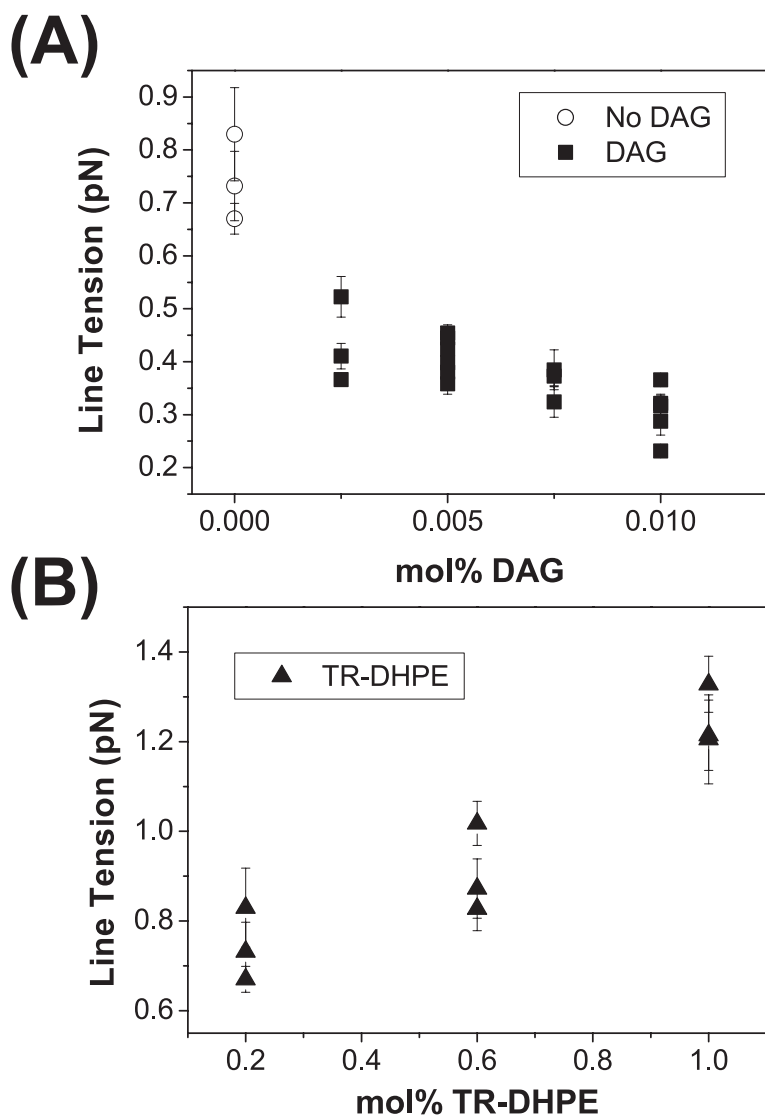 (A)
0.9
0.8
0.7
0.6
0.5
0.4
0.3
0.2
Line Tension (pN)
No DAG
DAG
0.000
0.005
0.010
mol% DAG
(B)
1.4
1.2
1.0
0.8
0.6
Line Tension (pN)
TR-DHPE
0.2
0.4
0.6
0.8
1.0
mol% TR-DHPE